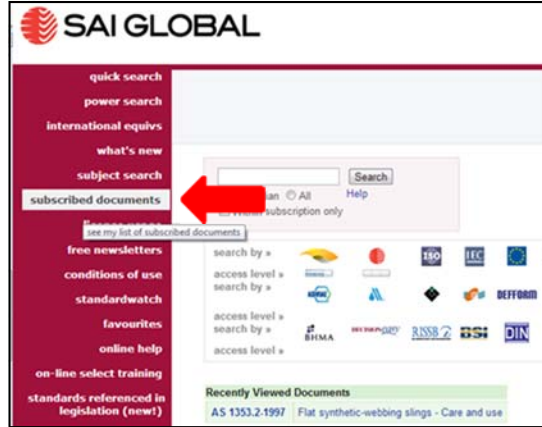 SAI GLOBAL
quick search
power search
international equivs
what's new
subject search
subscribed documents
see my list of subscribed documents
free newsletters
conditions of use
standardwatch
favourites
online help
on-line select training
standards referenced in
legislation (new!)
Search
All
Help
Within subscription only
search by »
ISO
IEC
access level »
search by »
DEFFORM
access level »
search by »
BHMA
RISSB
BSI
DIN
access level »
Recently Viewed Documents
AS 1353.2-1997 Flat synthetic-webbing slings - Care and use